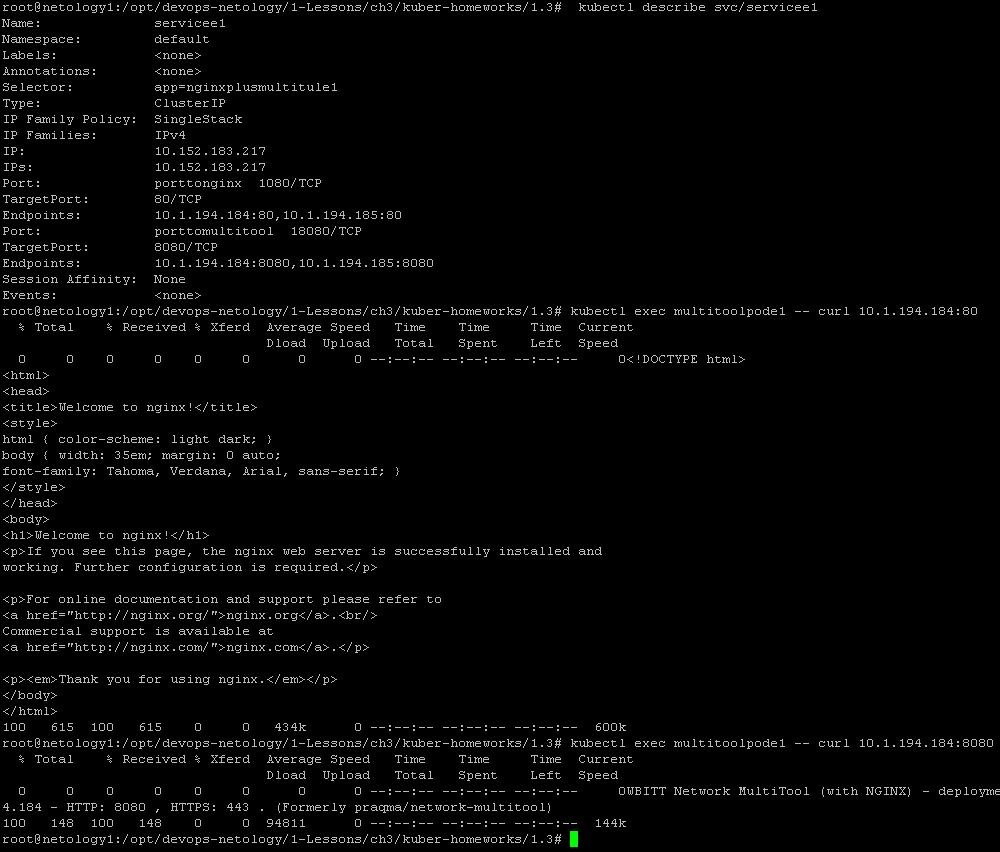 root@netology1:/opt/devops-netology/1-Lessons/ch3/kuber-homeworks/1.3#  kubectl describe svc/servicee1
Name:              servicee1
Namespace:         default
Labels:            <none>
Annotations:       <none>
Selector:          app=nginxplusmultitule1
Type:              ClusterIP
IP Family Policy:  SingleStack
IP Families:       IPv4
IP:                10.152.183.217
IPs:               10.152.183.217
Port:              porttonginx  1080/TCP
TargetPort:        80/TCP
Endpoints:         10.1.194.184:80,10.1.194.185:80
Port:              porttomultitool  18080/TCP
TargetPort:        8080/TCP
Endpoints:         10.1.194.184:8080,10.1.194.185:8080
Session Affinity:  None
Events:            <none>
root@netology1:/opt/devops-netology/1-Lessons/ch3/kuber-homeworks/1.3# kubectl exec multitoolpode1 -- curl 10.1.194.184:80
  % Total    % Received % Xferd  Average Speed   Time    Time     Time  Current
                                 Dload  Upload   Total   Spent    Left  Speed
  0     0    0     0    0     0      0      0 --:--:-- --:--:-- --:--:--     0<!DOCTYPE html>
<html>
<head>
<title>Welcome to nginx!</title>
<style>
html { color-scheme: light dark; }
body { width: 35em; margin: 0 auto;
font-family: Tahoma, Verdana, Arial, sans-serif; }
</style>
</head>
<body>
<h1>Welcome to nginx!</h1>
<p>If you see this page, the nginx web server is successfully installed and
working. Further configuration is required.</p>

<p>For online documentation and support please refer to
<a href="http://nginx.org/">nginx.org</a>.<br/>
Commercial support is available at
<a href="http://nginx.com/">nginx.com</a>.</p>

<p><em>Thank you for using nginx.</em></p>
</body>
</html>
100   615  100   615    0     0   434k      0 --:--:-- --:--:-- --:--:--  600k
root@netology1:/opt/devops-netology/1-Lessons/ch3/kuber-homeworks/1.3# kubectl exec multitoolpode1 -- curl 10.1.194.184:8080
  % Total    % Received % Xferd  Average Speed   Time    Time     Time  Current
                                 Dload  Upload   Total   Spent    Left  Speed
  0     0    0     0    0     0      0      0 --:--:-- --:--:-- --:--:--     0WBITT Network MultiTool (with NGINX) - deployme
4.184 - HTTP: 8080 , HTTPS: 443 . (Formerly praqma/network-multitool)
100   148  100   148    0     0  94811      0 --:--:-- --:--:-- --:--:--  144k
root@netology1:/opt/devops-netology/1-Lessons/ch3/kuber-homeworks/1.3#